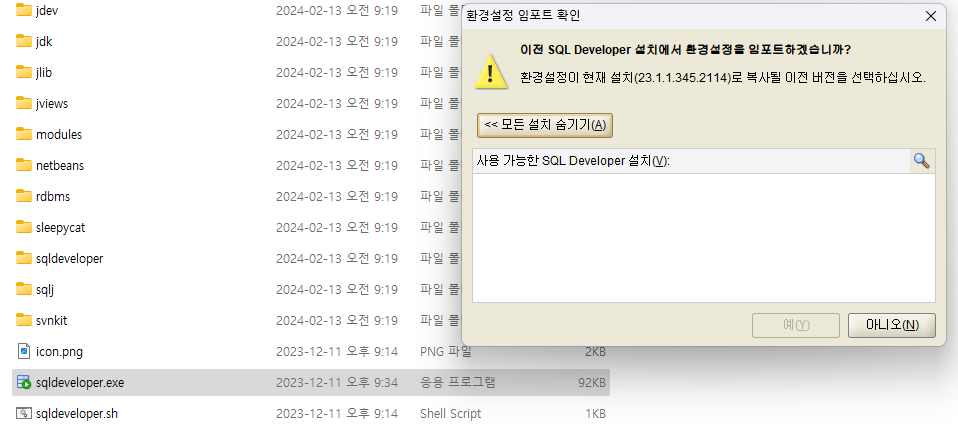 jdev 2024-02-13 오전 9:19 파일 폴
jdk 2024-02-13 오전 9:19 파일 폴
jlib 2024-02-13 오전 9:19 파일 폴
jviews 2024-02-13 오전 9:19 파일 폴
modules 2024-02-13 오전 9:19 파일 폴
netbeans 2024-02-13 오전 9:19 파일 폴
rdbms 2024-02-13 오전 9:19 파일 폴
sleepycat 2024-02-13 오전 9:19 파일 폴
sqldeveloper 2024-02-13 오전 9:19 파일 폴
sqlj 2024-02-13 오전 9:19 파일 폴
svnkit 2024-02-13 오전 9:19 파일 폴
icon.png 2023-12-11 오후 9:14 PNG 파일 2KB
sqldeveloper.exe 2023-12-11 오후 9:34 응용 프로그램 92KB
sqldeveloper.sh 2023-12-11 오후 9:14 Shell Script 1KB
환경설정 임포트 확인
이전 SQL Developer 설치에서 환경설정을 임포트하겠습니까?
환경설정이 현재 설치(23.1.1.345.2114)로 복사될 이전 버전을 선택하십시오.
<< 모든 설치 숨기기(A)
사용 가능한 SQL Developer 설치(V):
예(Y) 아니오(N)